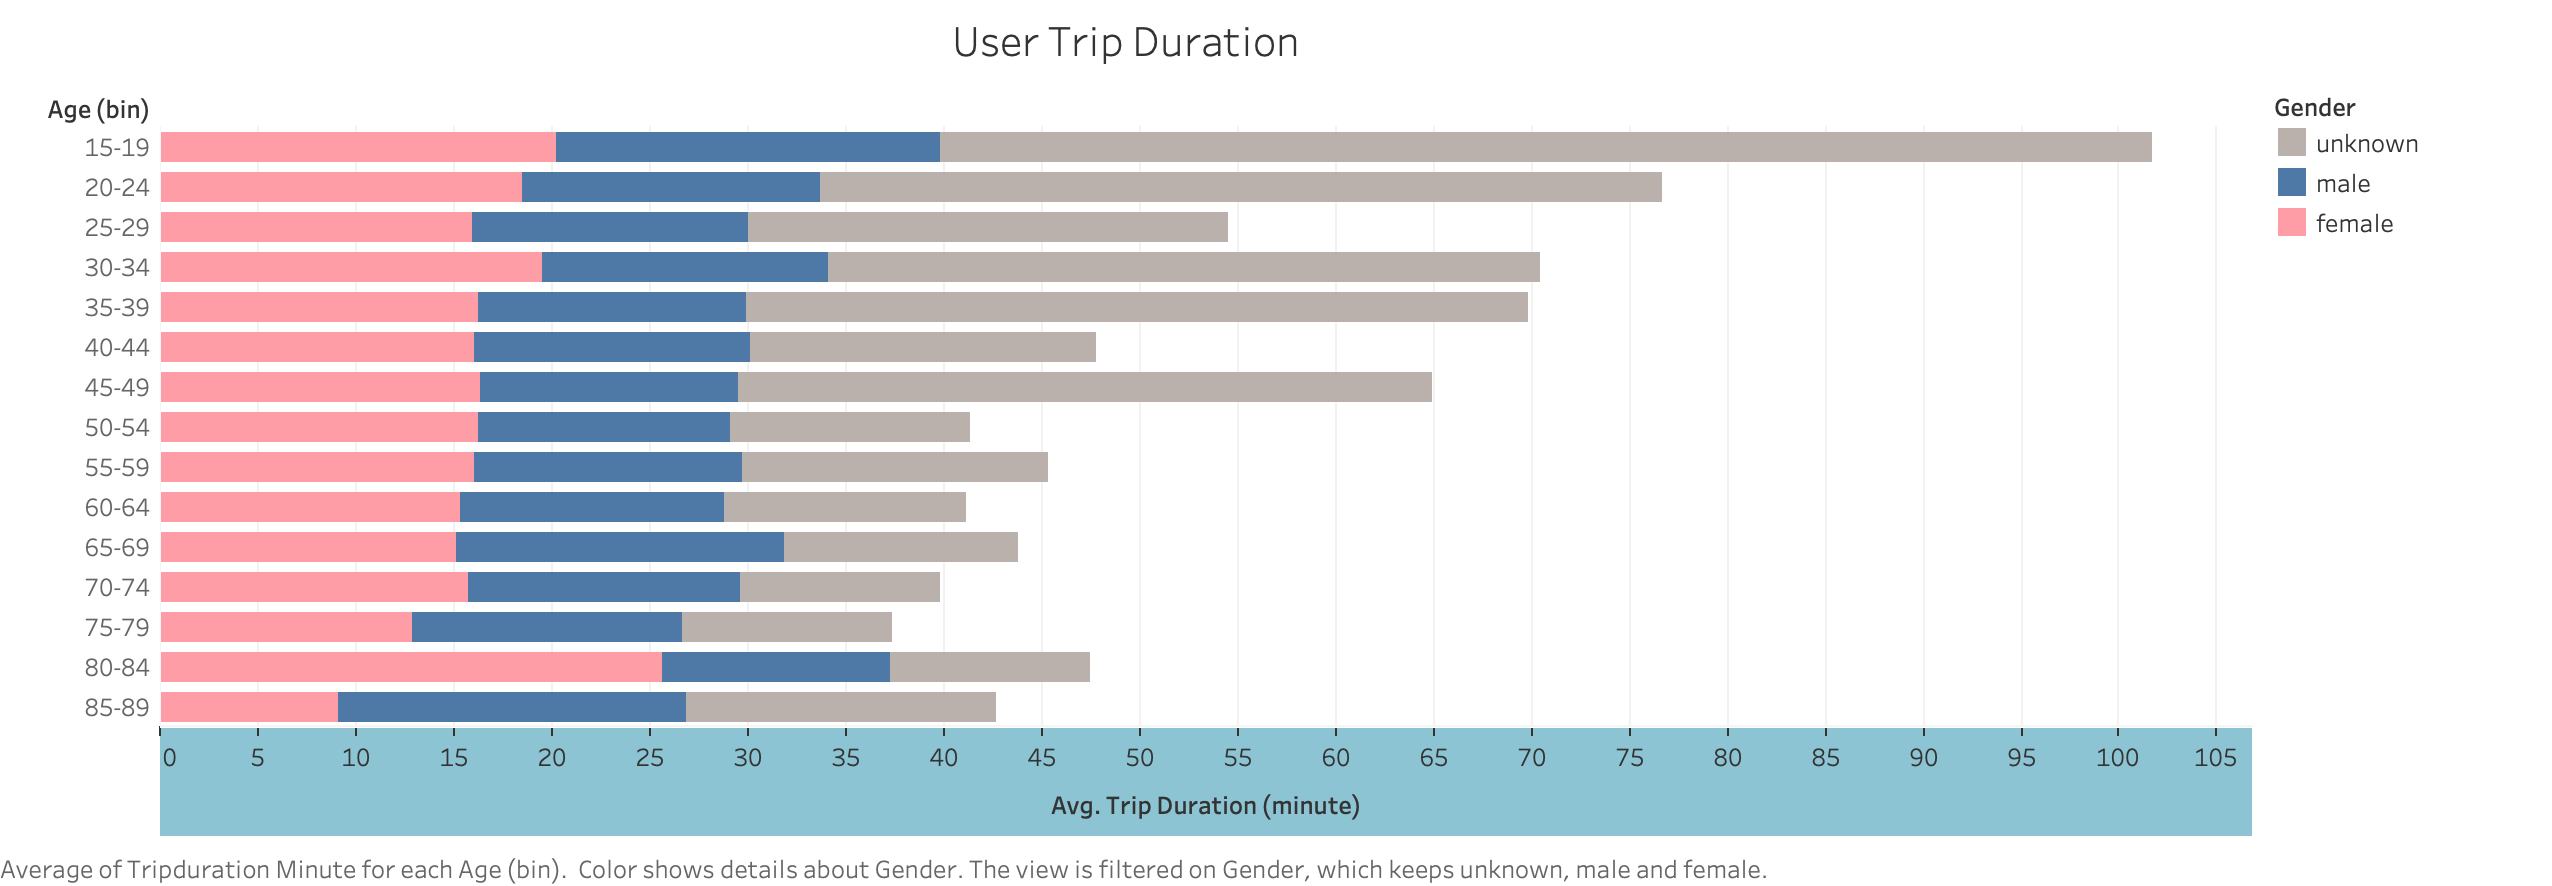 User Trip Duration
Age (bin)
15-19
20-24
25-29
30-34
35-39
40-44
45-49
50-54
55-59
60-64
65-69
70-74
75-79
80-84
85-89
0 5 10 15 20 25 30 35 40 45 50 55 60 65 70 75 80 85 90 95 100 105
Avg. Trip Duration (minute)
Gender
unknown
male
female
Average of Tripduration Minute for each Age (bin).  Color shows details about Gender. The view is filtered on Gender, which keeps unknown, male and female.